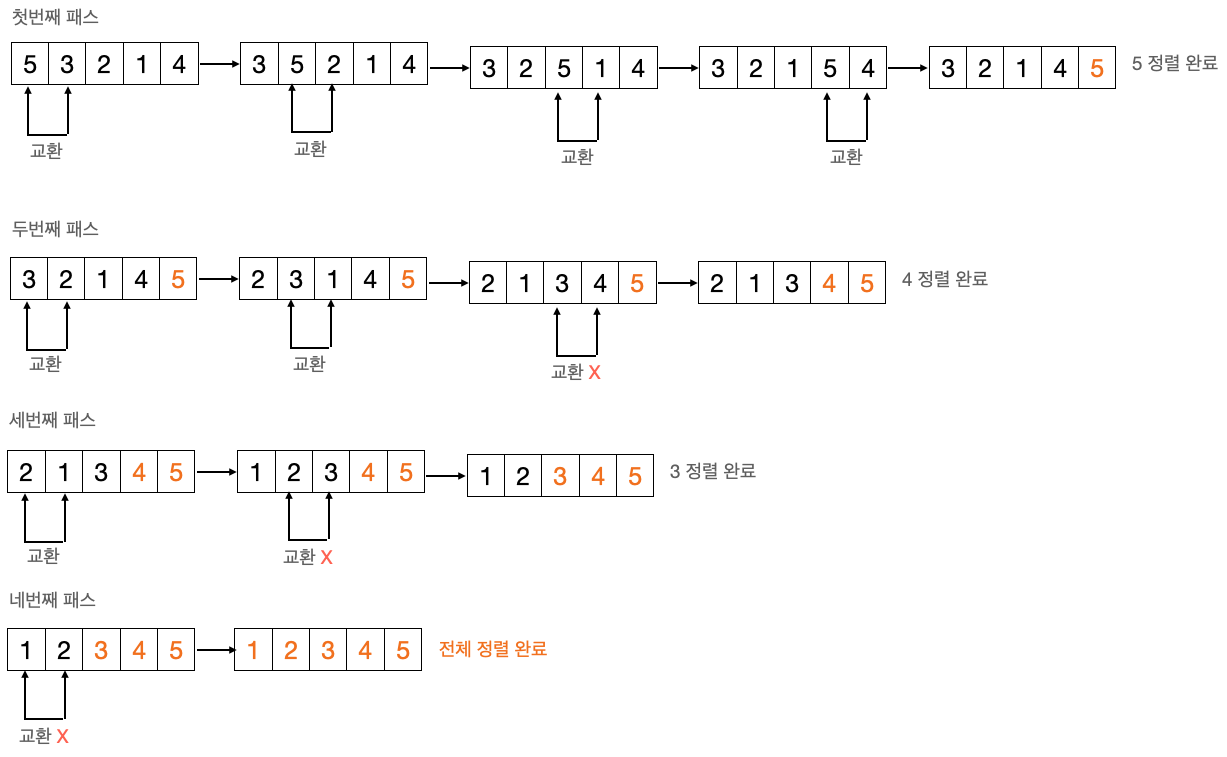 첫번째 패스
5 3 2 1 4 3 5 2 1 4 3 2 5 1 4 3 2 1 5 4 3 2 1 4 5 5 정렬 완료
교환 교환 교환 교환
두번째 패스
3 2 1 4 5 2 3 1 4 5 2 1 3 4 5 2 1 3 4 5 4 정렬 완료
교환 교환 교환 X
세번째 패스
2 1 3 4 5 1 2 3 4 5 1 2 3 4 5 3 정렬 완료
교환 교환 X
네번째 패스
1 2 3 4 5 1 2 3 4 5 전체 정렬 완료
교환 X